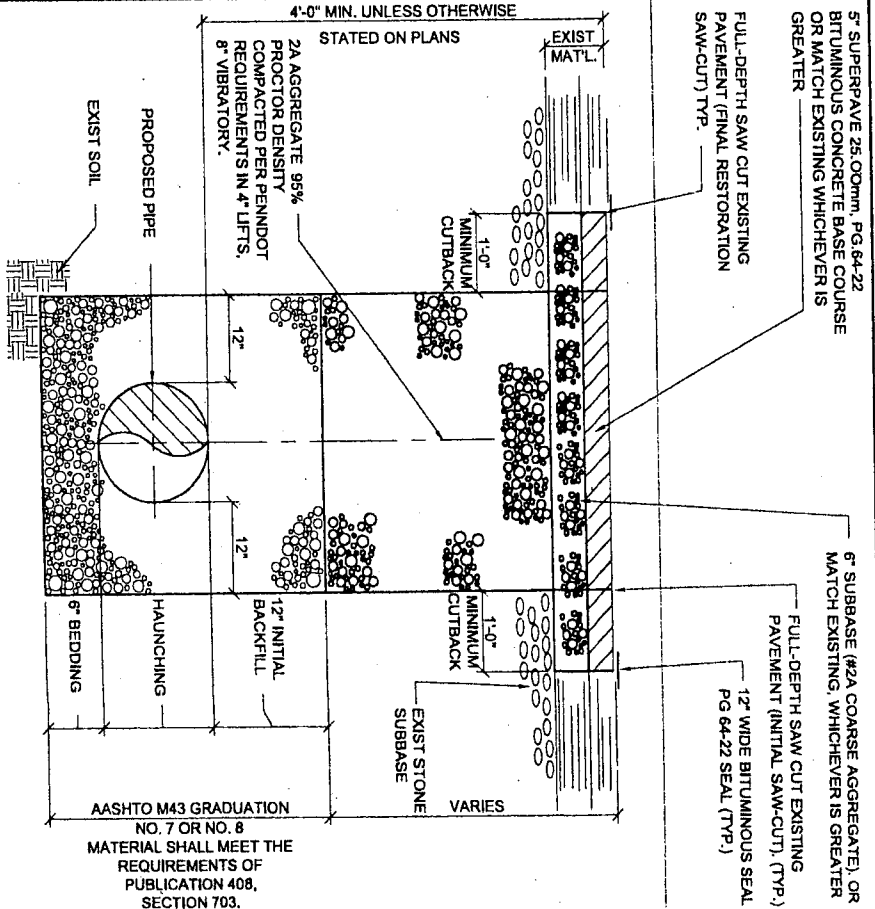 4'-0" MIN. UNLESS OTHERWISE
STATED ON PLANS
EXIST
MAT'L.
5" SUPERPAVE 25.OOmm, PG.64-22
BITUMINOUS CONCRETE BASE COURSE
OR MATCH EXISTING WHICHEVER IS
GREATER
FULL-DEPTH SAW CUT EXISTING
PAVEMENT (FINAL RESTORATION
SAW-CUT) TYP.
2A AGGREGATE 95%
PROCTOR DENSITY
COMPACTED PER PENNDOT
REQUIREMENTS IN 4" LIFTS,
8" VIBRATORY.
PROPOSED PIPE
EXIST SOIL
1'-0"
MINIMUM
CUTBACK
12"
12"
1'-0"
MINIMUM
CUTBACK
6" SUBBASE (#2A COARSE AGGREGATE). OR
MATCH EXISTING, WHICHEVER IS GREATER
FULL-DEPTH SAW CUT EXISTING
PAVEMENT (INITIAL SAW-CUT). (TYP.)
12" WIDE BITUMINOUS SEAL
PG 64-22 SEAL (TYP.)
EXIST STONE
SUBBASE
12" INITIAL
BACKFILL
HAUNCHING
6" BEDDING
VARIES
AASHTO M43 GRADUATION
NO. 7 OR NO. 8
MATERIAL SHALL MEET THE
REQUIREMENTS OF
PUBLICATION 408,
SECTION 703.